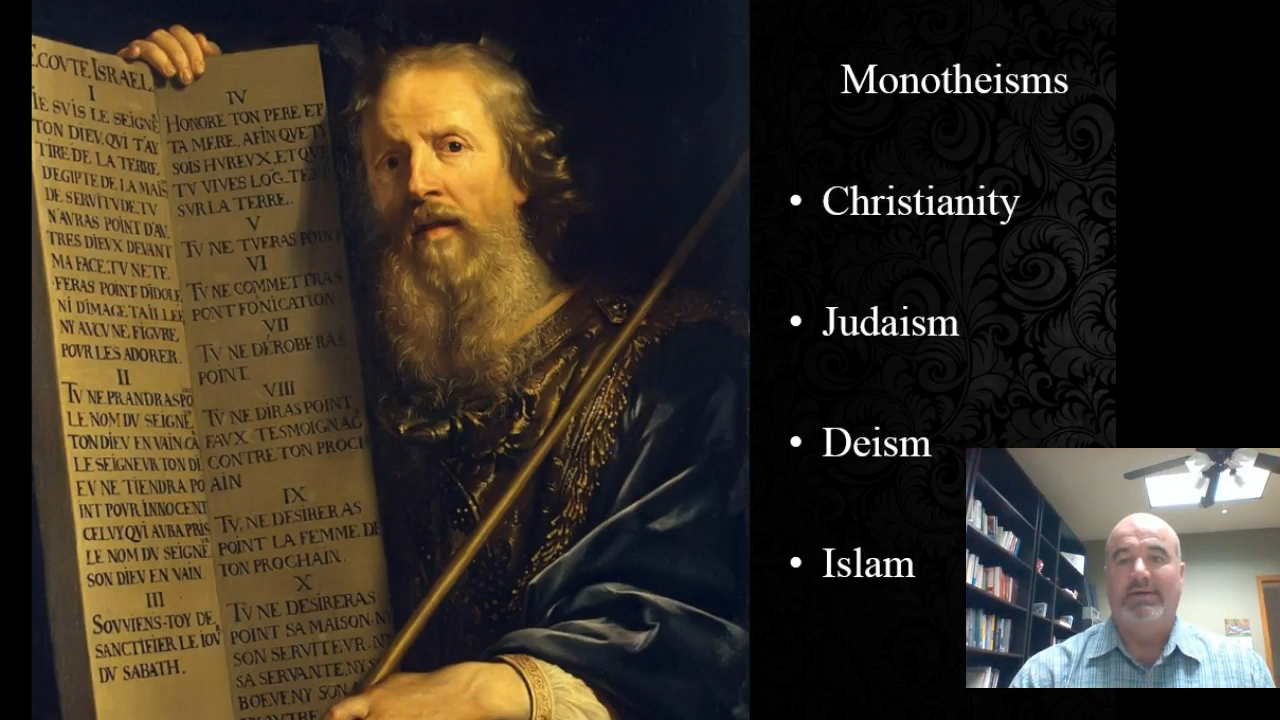 ECOVTE ISRAEL
I
IE SVIS LE SEIGNE
TON DIEV, QVI T'AY
TIRE DE LA TERRE
D'EGIPTE DE LA MAIS
DE SERVITVDE TV
N'AVRAS POINT D'AV
TRES DIEVX DEVANT
MA FACE. TV NE TE
FERAS POINT D'IDOLE
NI D'IMAGE TAILLEE
NY AVCVNE FIGVRE,
POVR LES ADORER.
II
TV NE PRANDRAS PO
LE NOM DV SEIGNE
TON DIEV EN VAIN CA
LE SEIGNEVR TON DI
EV NE TIENDRA PO
INT POVR INNOCENT
CELVY QVI AVRA PRIS
LE NOM DV SEIGNE
SON DIEV EN VAIN.
III
SOVVIENS-TOY DE
SANCTIFIER LE IOV
DV SABATH.
IV
HONORE TON PERE ET
TA MERE, AFIN QVE TV
SOIS HVREVX, ET QVE
TV VIVES LOG-TEM
SVR LA TERRE.
V
TV NE TVERAS POIN
VI
TV NE COMMETTRAS
PONT FONICATION
VII
TV NE DEROBE RAS
POINT
VIII
TV NE DIRAS POINT
FAVX TESMOIGNAG
CONTRE TON PROCH
AIN
IX
TV, NE DESIRERAS
POINT LA FEMME DE
TON PROCHAIN.
X
TV NE DESIRERAS
POINT SA MAISON NI
SON SERVITEVR, NI
SA SERVANTE, NY SA
BOEVE NY SON
Monotheisms
• Christianity
• Judaism
• Deism
• Islam